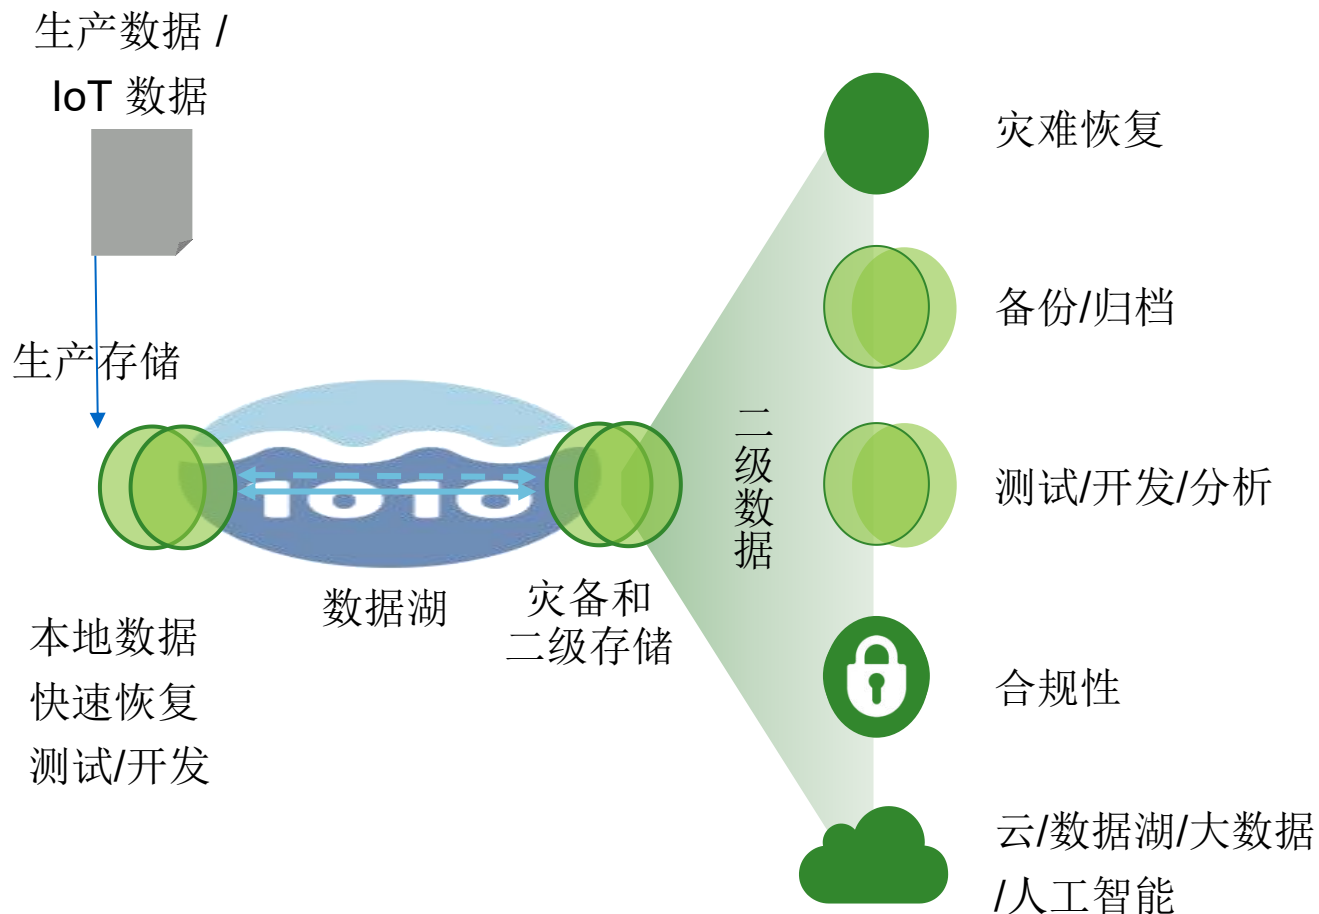 生产数据 /
IoT 数据
生产存储
1010
数据湖
灾备和
二级存储
本地数据
快速恢复
测试/开发
二级数据
灾难恢复
备份/归档
测试/开发/分析
合规性
云/数据湖/大数据
/人工智能